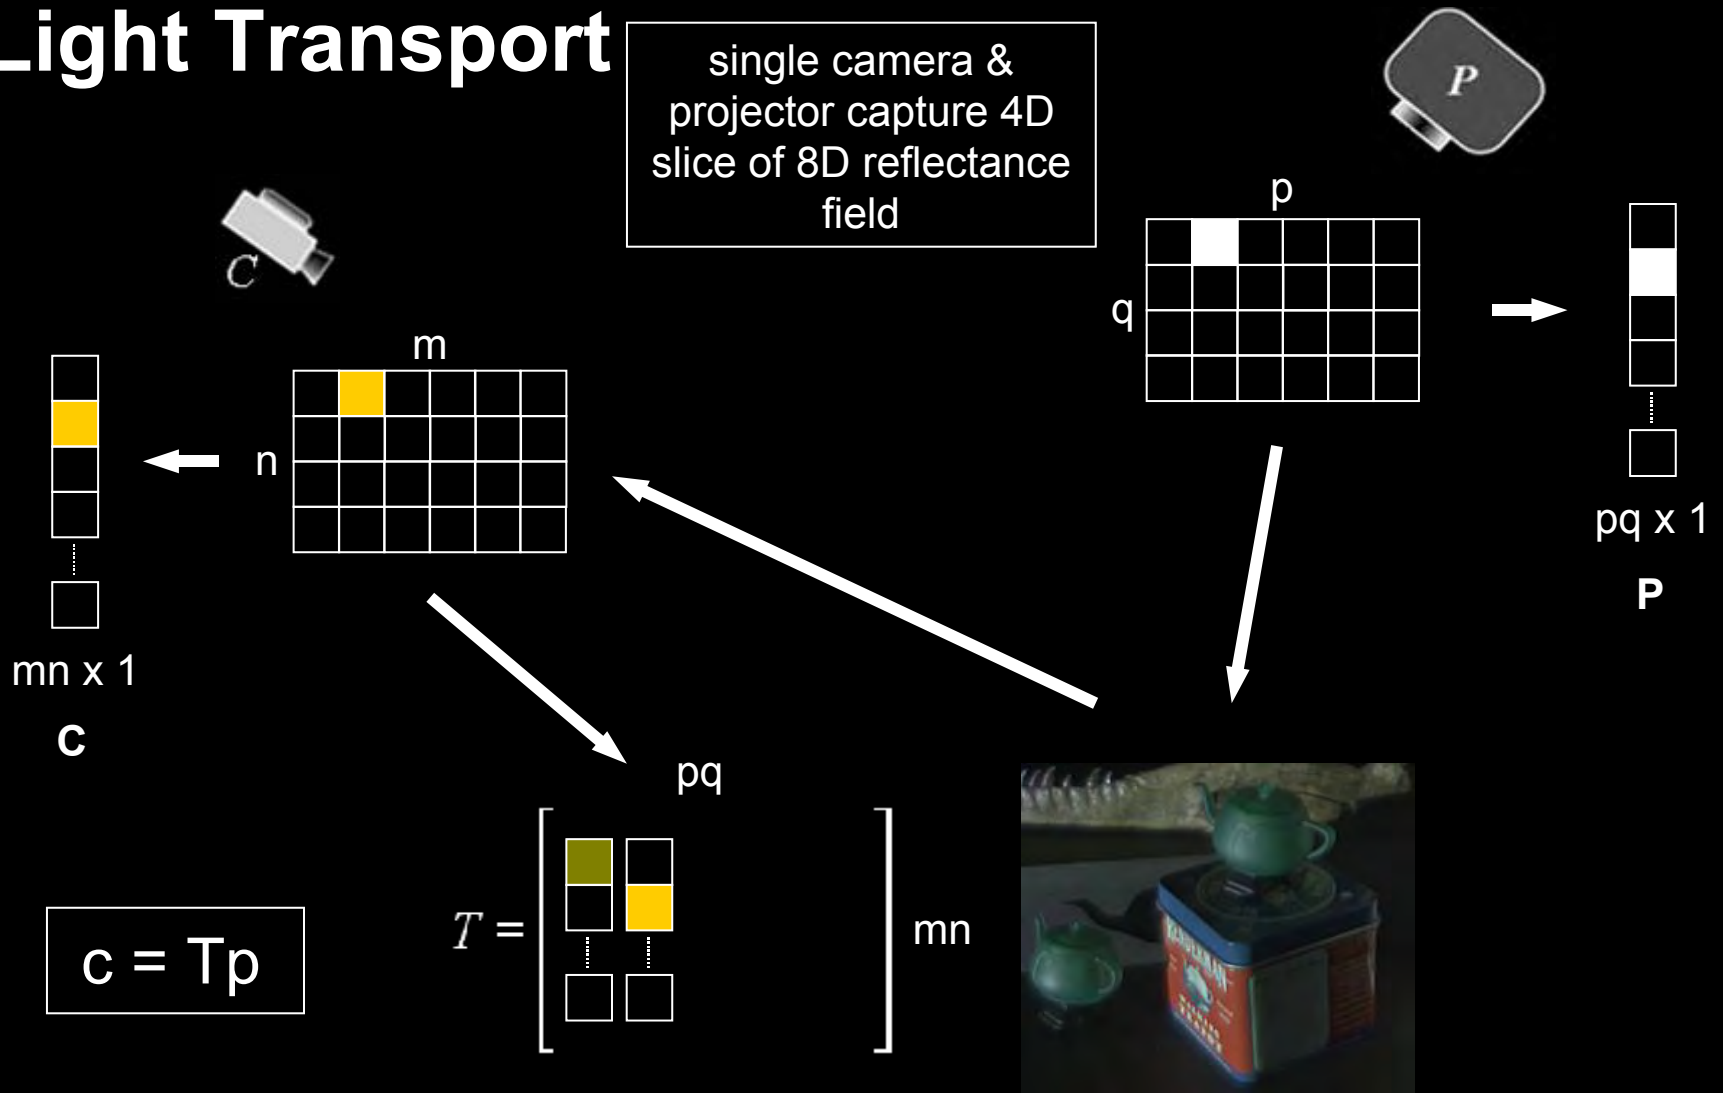 Light Transport
single camera &
projector capture 4D
slice of 8D reflectance
field
P
C
p
q
m
n
pq x 1
P
mn x 1
C
pq
T =
mn
c = Tp